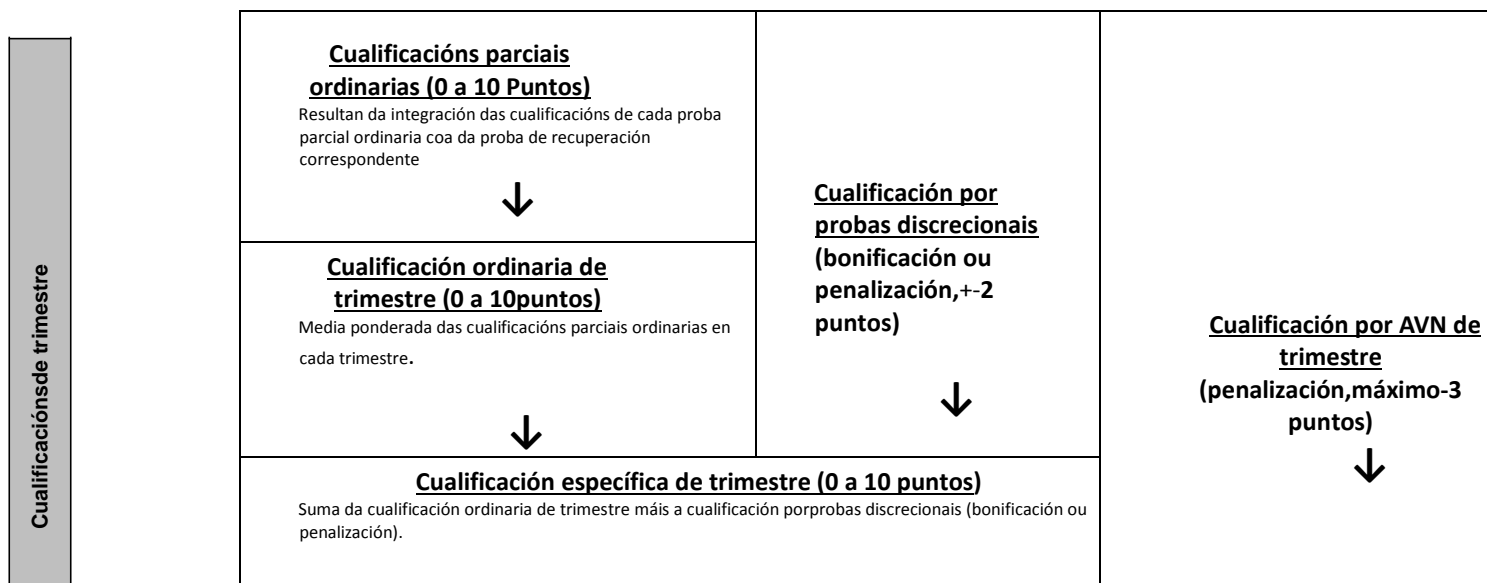 Cualificaciónsde trimestre
Cualificacións parciais
ordinarias (0 a 10 Puntos)
Resultan da integración das cualificacións de cada proba
parcial ordinaria coa da proba de recuperación
correspondente
Cualificación ordinaria de
trimestre (0 a 10puntos)
Media ponderada das cualificacións parciais ordinarias en
cada trimestre.
Cualificación por
probas discrecionais
(bonificación ou
penalización,+-2
puntos)
Cualificación por AVN de
trimestre
(penalización,máximo-3
puntos)
Cualificación específica de trimestre (0 a 10 puntos)
Suma da cualificación ordinaria de trimestre máis a cualificación porprobas discrecionais (bonificación ou
penalización).